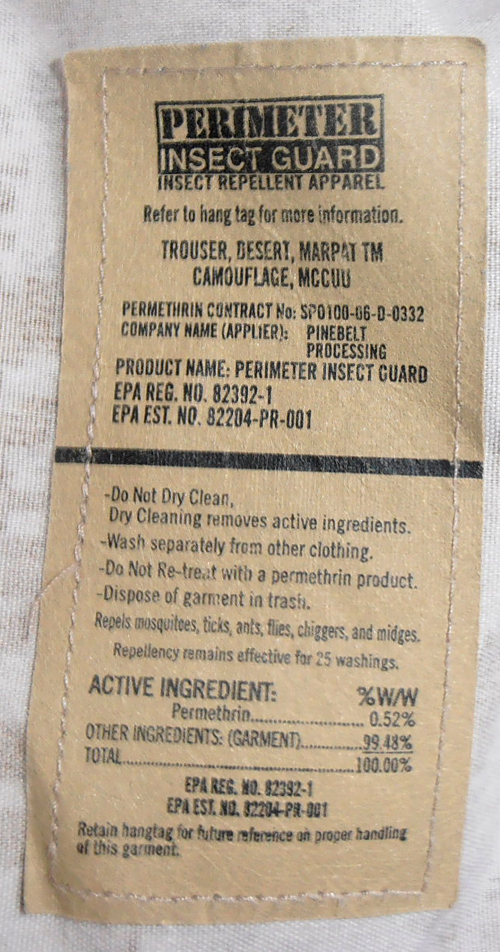 PERIMETER
INSECT GUARD
INSECT REPELLENT APPAREL
Refer to hang tag for more information.
TROUSER, DESERT, MARPAT TM
CAMOUFLAGE, MCCUU
PERMETHRIN CONTRACT No: SP0100-06-D-0332
COMPANY NAME (APPLIER): PINEBELT
PROCESSING
PRODUCT NAME: PERIMETER INSECT GUARD
EPA REG. NO. 82392-1
EPA EST. NO. 82204-PR-001
-Do Not Dry Clean,
Dry Cleaning removes active ingredients.
-Wash separately from other clothing.
-Do Not Re-treat with a permethrin product.
-Dispose of garment in trash.
Repels mosquitoes, ticks, ants, flies, chiggers, and midges.
Repellency remains effective for 25 washings.
ACTIVE INGREDIENT: %W/W
Permethrin.................... 0.52%
OTHER INGREDIENTS: (GARMENT)...........99.48%
TOTAL...........................................100.00%
EPA REG. NO. 82392-1
EPA EST. NO. 82204-PR-001
Retain hangtag for future reference on proper handling
of this garment.